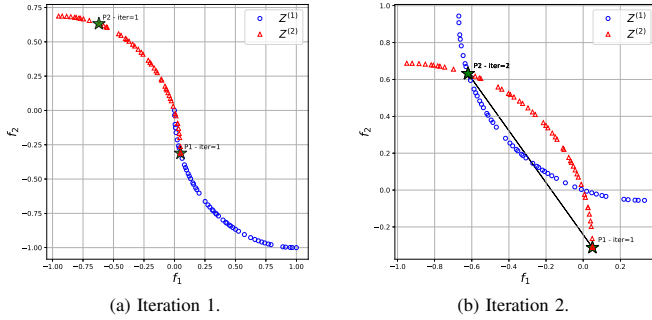 0.75
0.50
0.25
0.00
−0.25
−0.50
−0.75
−1.00
f2
P2 - iter=1
P1 - iter=1
Z(1)
Z(2)
−1.00 −0.75 −0.50 −0.25 0.00 0.25 0.50 0.75 1.00
f1
(a) Iteration 1.
1.0
0.8
0.6
0.4
0.2
0.0
−0.2
−0.4
f2
P2 - iter=2
P1 - iter=1
Z(1)
Z(2)
−1.0 −0.8 −0.6 −0.4 −0.2 0.0 0.2
f1
(b) Iteration 2.